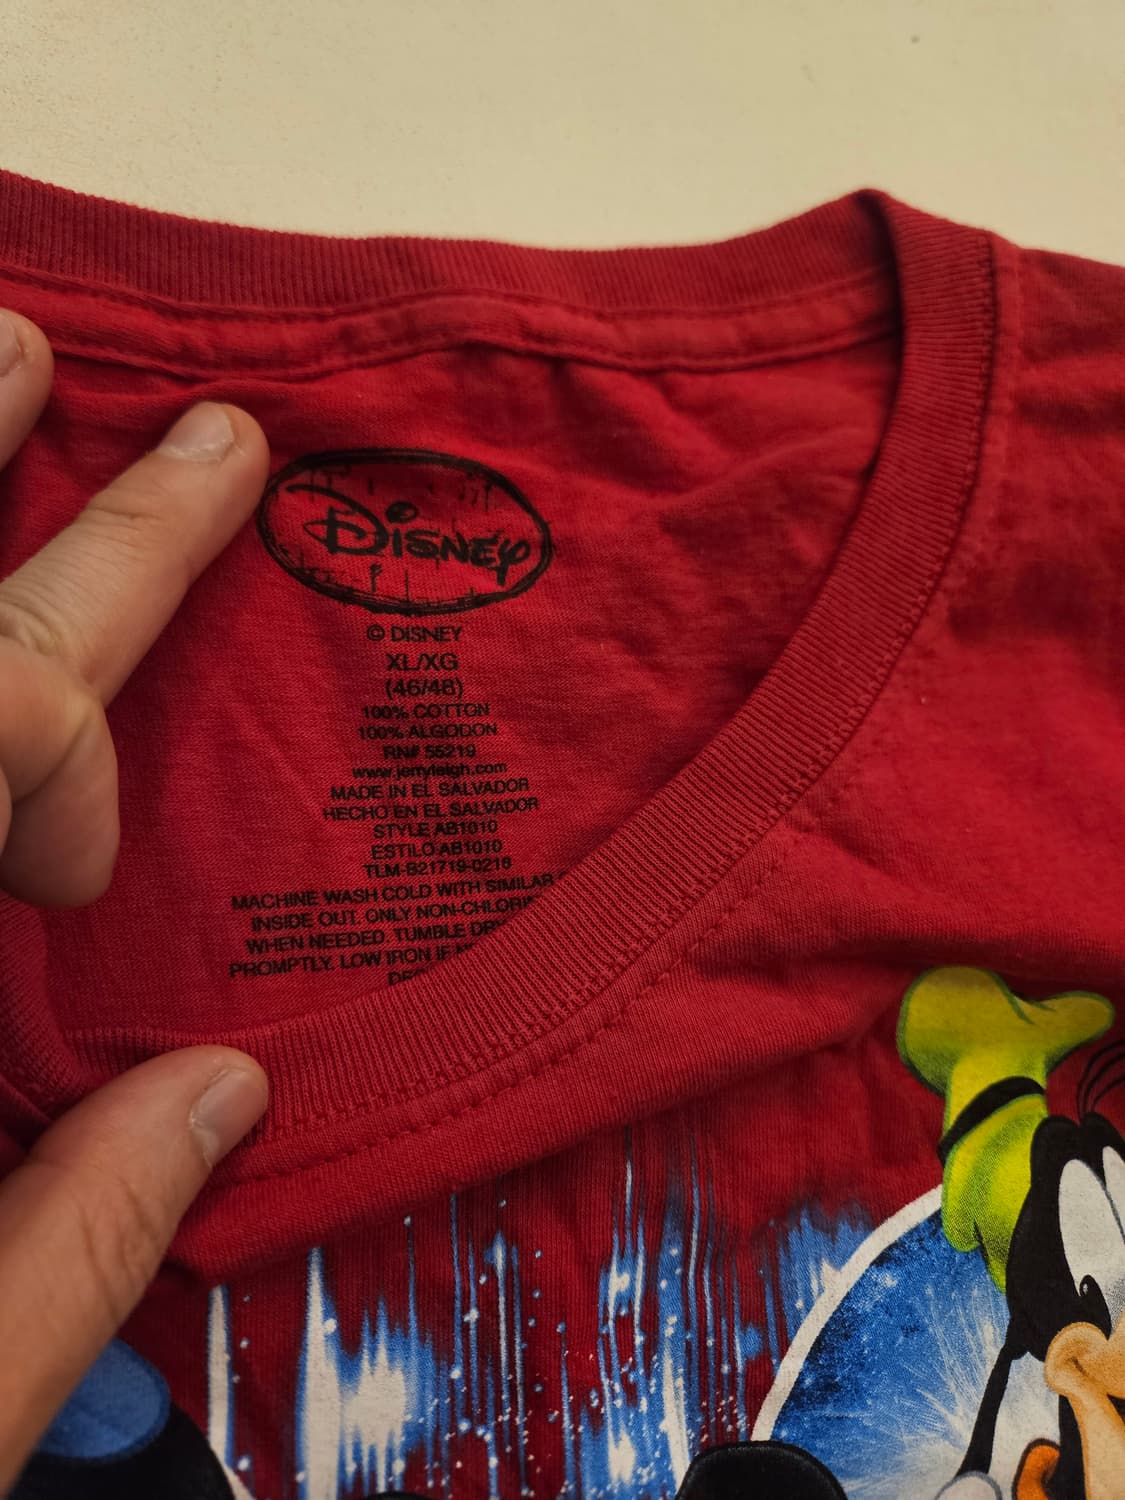 DISNEY
© DISNEY
XL/XG
(46/48)
100% COTTON
100% ALGODON
RN# 55219
www.jerryleigh.com
MADE IN EL SALVADOR
HECHO EN EL SALVADOR
STYLE AB1010
ESTILO AB1010
TLM-B21719-0216
MACHINE WASH COLD WITH SIMILAR
INSIDE OUT. ONLY NON-CHLORI
WHEN NEEDED. TUMBLE DR
PROMPTLY. LOW IRON IF